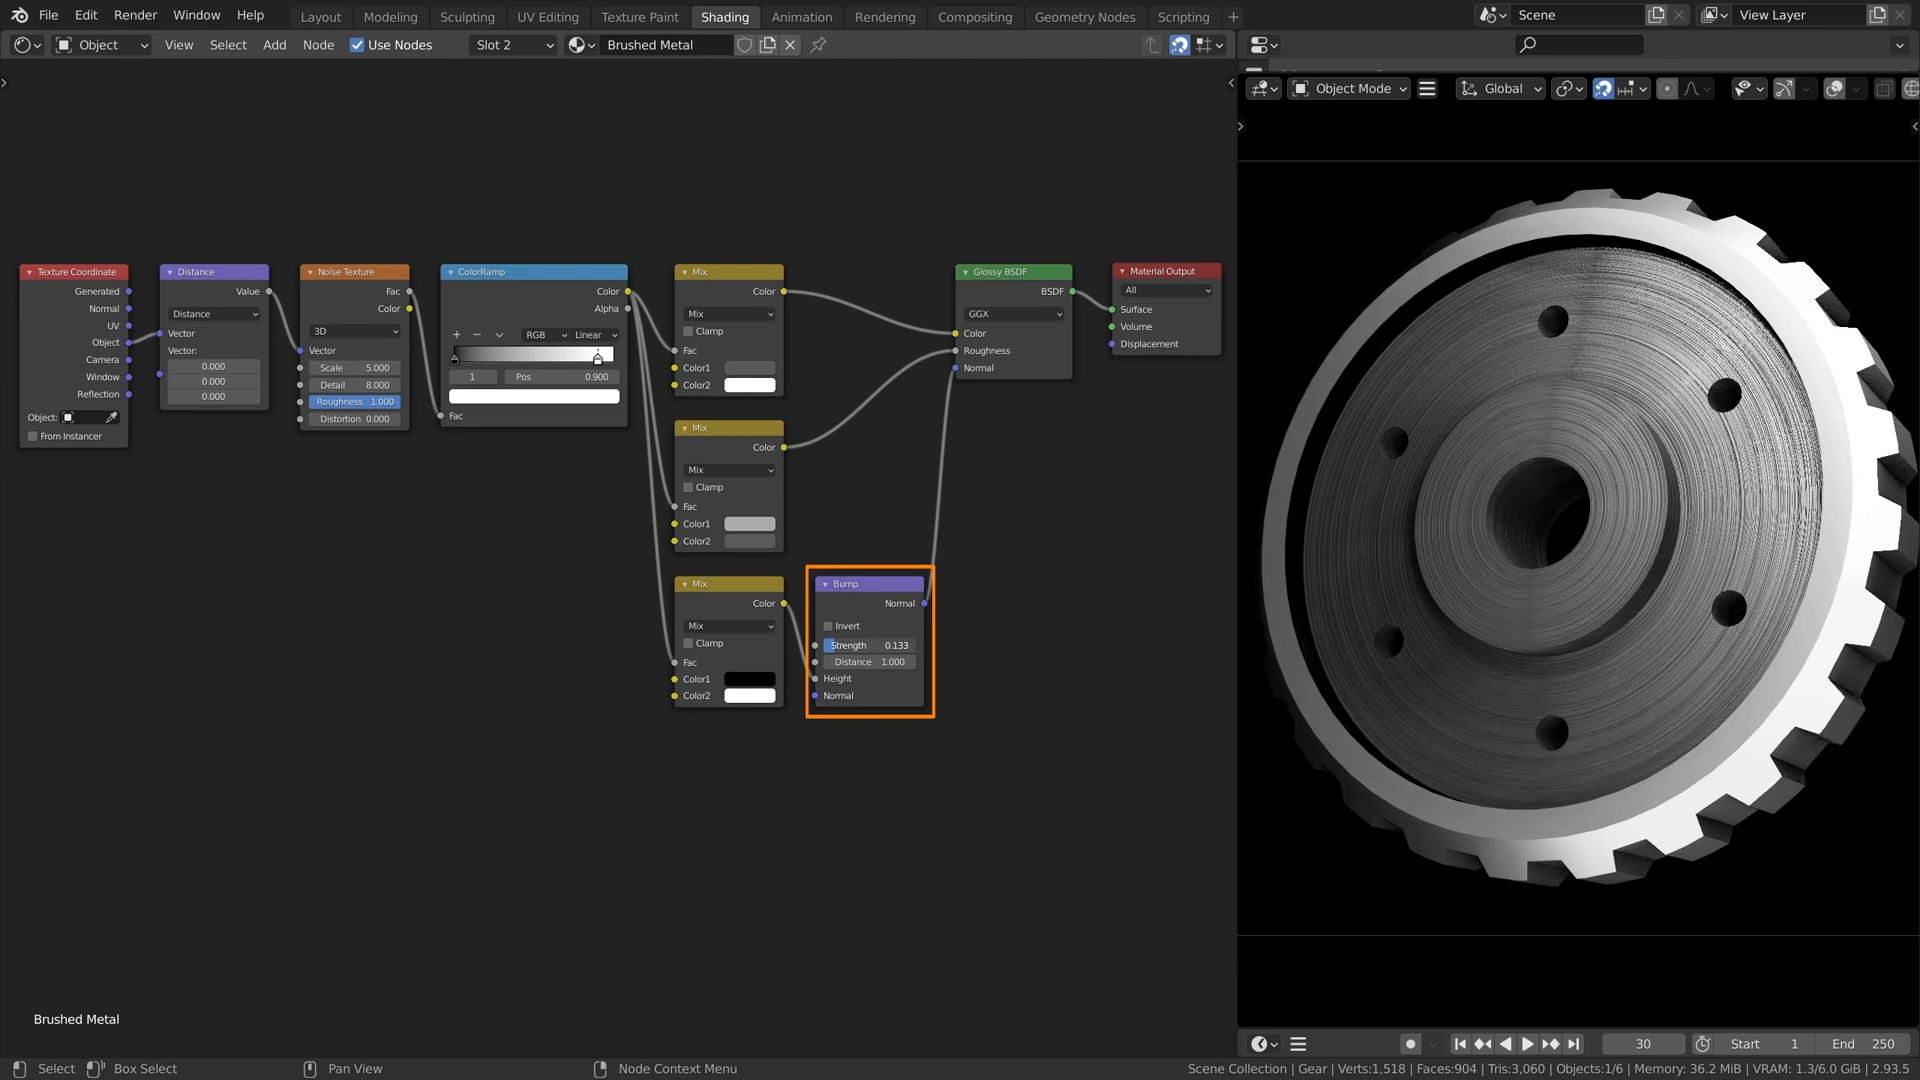 File Edit Render Window Help
Layout Modeling Sculpting UV Editing Texture Paint Shading Animation Rendering Compositing Geometry Nodes Scripting
Scene
View Layer
Object View Select Add Node Use Nodes
Slot 2
Brushed Metal
Object Mode
Global
Texture Coordinate
Generated
Normal
UV
Object
Camera
Window
Reflection
Object:
From Instancer
Distance
Value
Distance
Vector
Vector:
0.000
0.000
0.000
Noise Texture
Fac
Color
3D
Vector
Scale 5.000
Detail 8.000
Roughness 1.000
Distortion 0.000
ColorRamp
Color
Alpha
RGB Linear
1 Pos 0.900
Fac
Mix
Color
Mix
Clamp
Fac
Color1
Color2
Mix
Color
Mix
Clamp
Fac
Color1
Color2
Mix
Color
Mix
Clamp
Fac
Color1
Color2
Bump
Normal
Invert
Strength 0.133
Distance 1.000
Height
Normal
Glossy BSDF
BSDF
GGX
Color
Roughness
Normal
Material Output
All
Surface
Volume
Displacement
Brushed Metal
30
Start 1
End 250
Select
Box Select
Pan View
Node Context Menu
Scene Collection | Gear | Verts:1,518 | Faces:904 | Tris:3,060 | Objects:1/6 | Memory: 36.2 MiB | VRAM: 1.3/6.0 GiB | 2.93.5